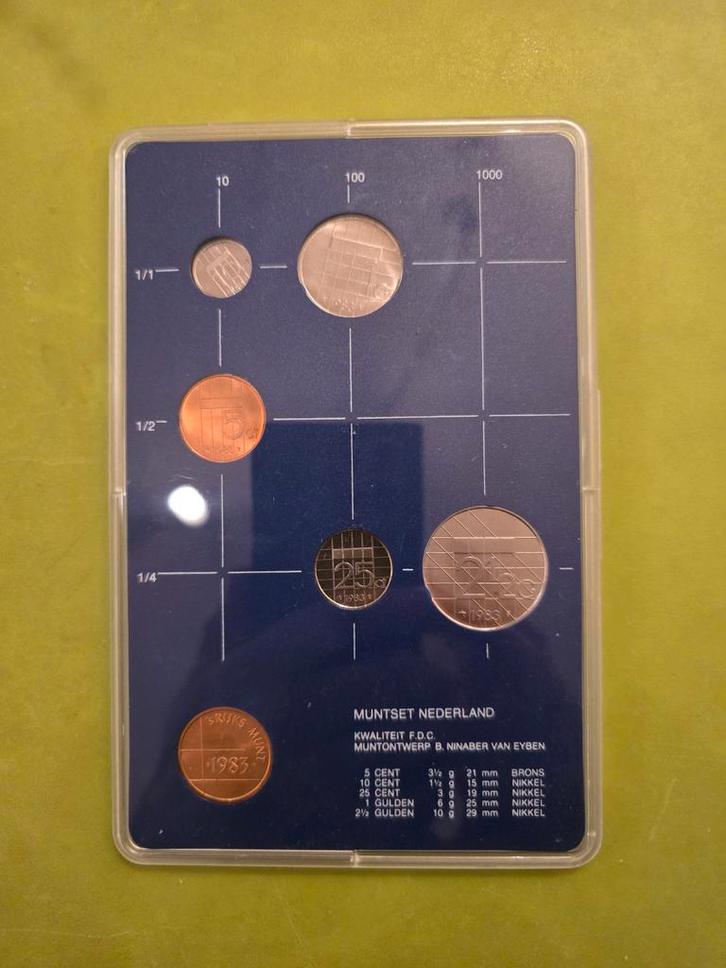 10 100 1000
1/1
1/2
5 ct
1/4
25 ct
1983
2½ G
1983
'S RIJKS MUNT
1983
MUNTSET NEDERLAND
KWALITEIT F.D.C.
MUNTONTWERP B. NINABER VAN EYBEN
5 CENT 3½ g 21 mm BRONS
10 CENT 1½ g 15 mm NIKKEL
25 CENT 3 g 19 mm NIKKEL
1 GULDEN 6 g 25 mm NIKKEL
2½ GULDEN 10 g 29 mm NIKKEL